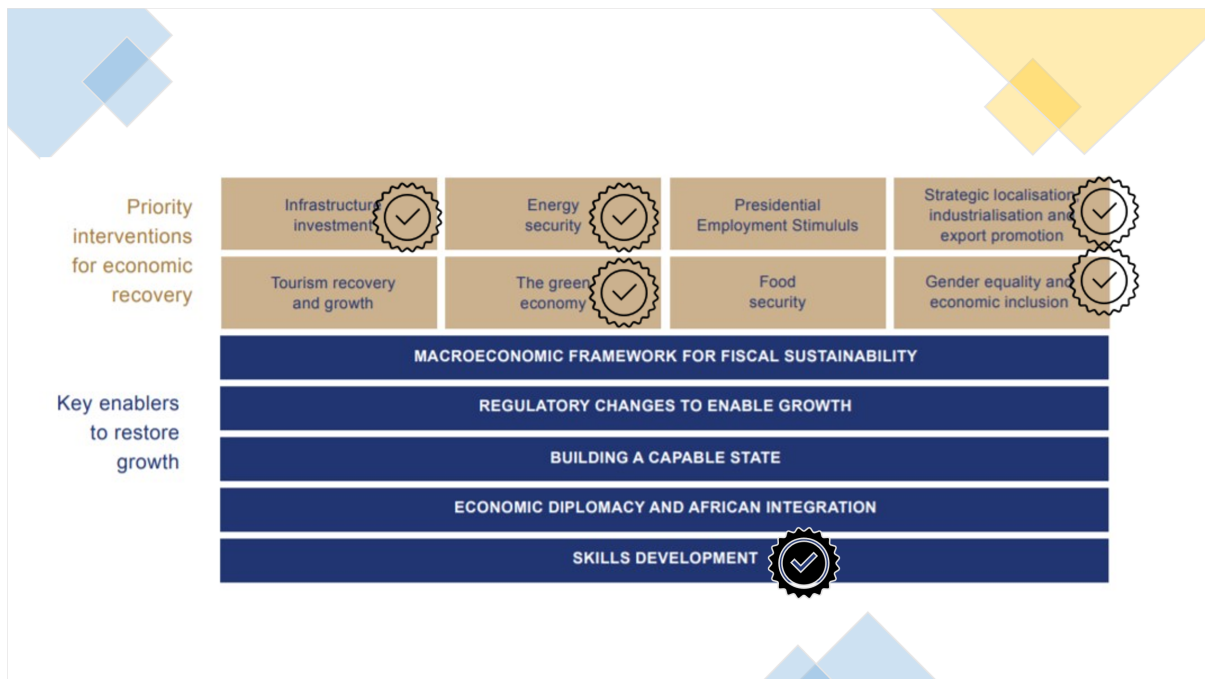 Priority
interventions
for economic
recovery
Infrastructure
investment
Energy
security
Presidential
Employment Stimululs
Strategic localisation,
industrialisation and
export promotion
Tourism recovery
and growth
The green
economy
Food
security
Gender equality and
economic inclusion
Key enablers
to restore
growth
MACROECONOMIC FRAMEWORK FOR FISCAL SUSTAINABILITY
REGULATORY CHANGES TO ENABLE GROWTH
BUILDING A CAPABLE STATE
ECONOMIC DIPLOMACY AND AFRICAN INTEGRATION
SKILLS DEVELOPMENT